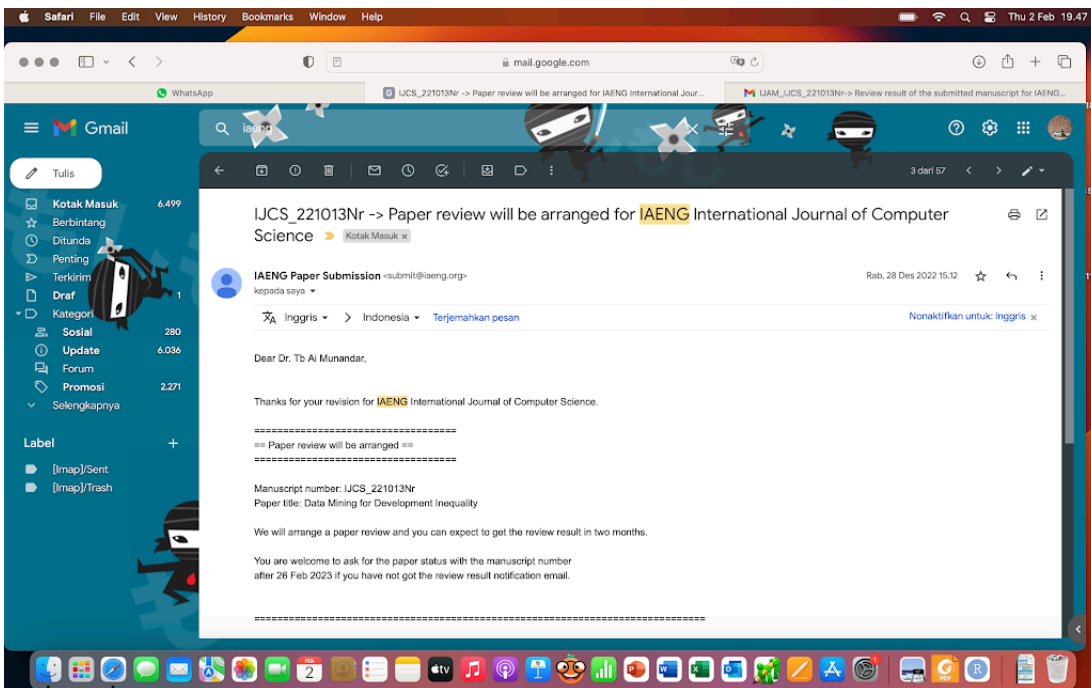 Safari File Edit View History Bookmarks Window Help Thu 2 Feb 19.47
mail.google.com
WhatsApp
IJCS_221013Nr -> Paper review will be arranged for IAENG International Jour...
IJAM_IJCS_221013Nr-> Review result of the submitted manuscript for IAENG...
Gmail
iaeng
Tulis
3 dari 57
Kotak Masuk 6.499
Berbintang
Ditunda
Penting
Terkirim
Draf 1
Kategori
Sosial 280
Update 6.036
Forum
Promosi 2.271
Selengkapnya
Label
[Imap]/Sent
[Imap]/Trash
IJCS_221013Nr -> Paper review will be arranged for IAENG International Journal of Computer
Science Kotak Masuk ×
IAENG Paper Submission <submit@iaeng.org> Rab, 28 Des 2022 15.12
kepada saya
Inggris > Indonesia Terjemahkan pesan Nonaktifkan untuk: Inggris ×
Dear Dr. Tb Ai Munandar,
Thanks for your revision for IAENG International Journal of Computer Science.
===================================
== Paper review will be arranged ==
===================================
Manuscript number: IJCS_221013Nr
Paper title: Data Mining for Development Inequality
We will arrange a paper review and you can expect to get the review result in two months.
You are welcome to ask for the paper status with the manuscript number
after 26 Feb 2023 if you have not got the review result notification email.
==============================================================================
FEB
2
tv
P
W
X
PDF
R